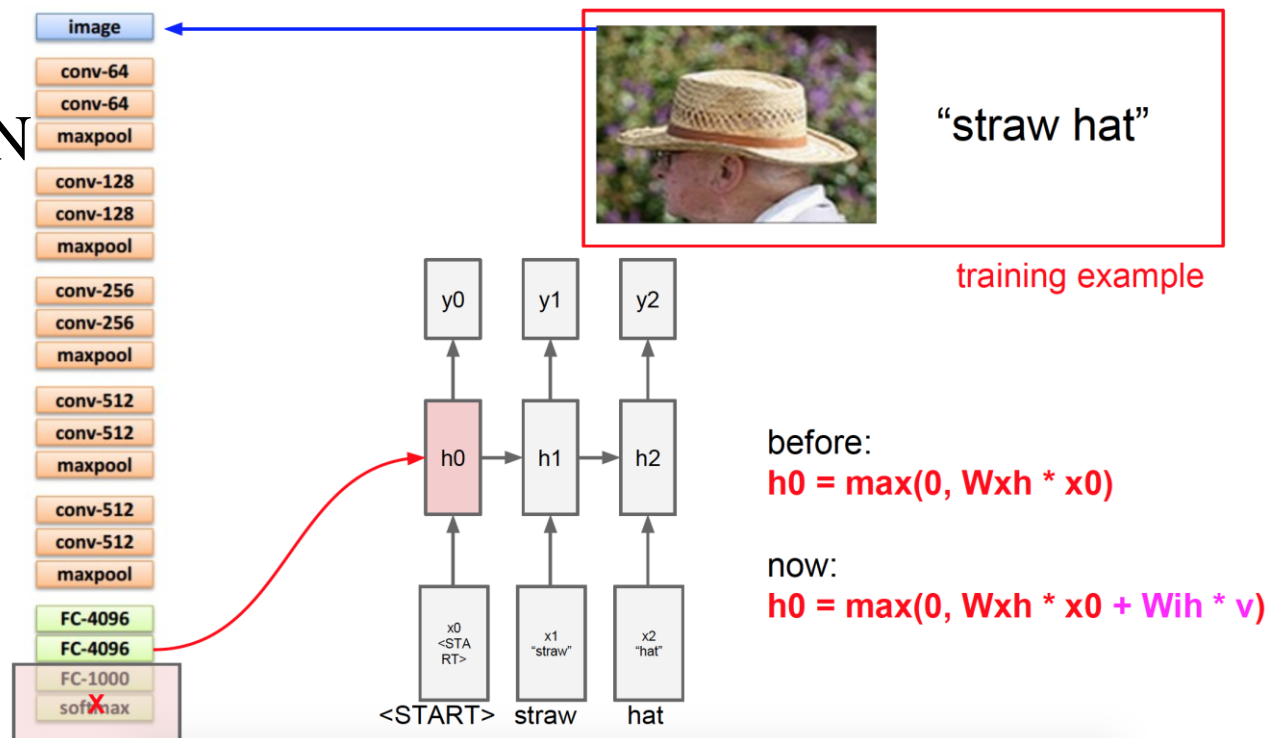 image
conv-64
conv-64
N
maxpool
conv-128
conv-128
maxpool
conv-256
conv-256
maxpool
conv-512
conv-512
maxpool
conv-512
conv-512
maxpool
FC-4096
FC-4096
FC-1000
softmax
X
“straw hat”
training example
y0 y1 y2
h0 h1 h2
x0
<STA
RT>
x1
“straw”
x2
“hat”
<START> straw hat
before:
h0 = max(0, Wxh * x0)
now:
h0 = max(0, Wxh * x0 + Wih * v)